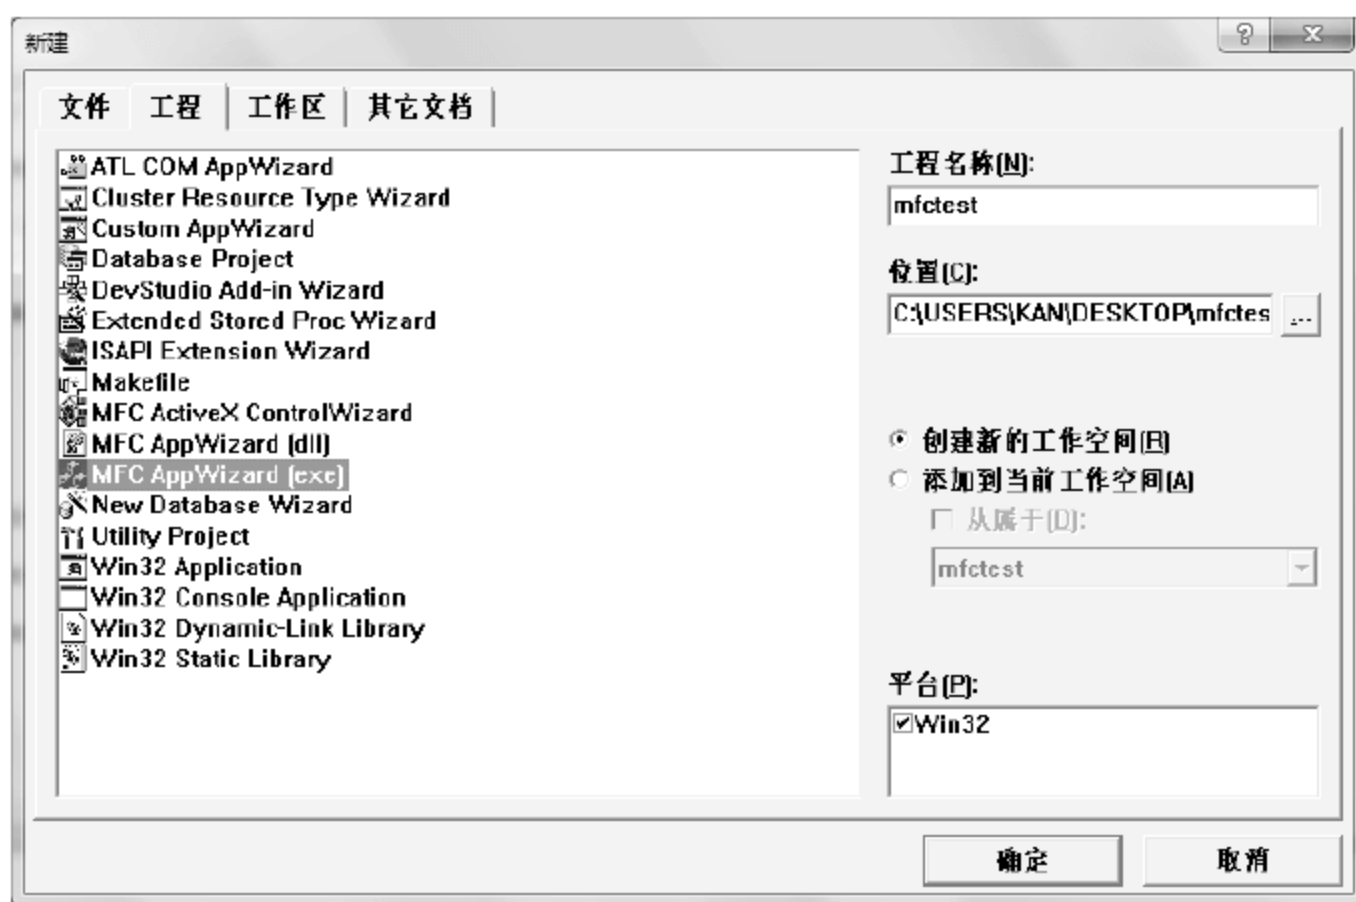 新建
文件 工程 工作区 其它文档
ATL COM AppWizard
Cluster Resource Type Wizard
Custom AppWizard
Database Project
DevStudio Add-in Wizard
Extended Stored Proc Wizard
ISAPI Extension Wizard
Makefile
MFC ActiveX ControlWizard
MFC AppWizard (dll)
MFC AppWizard (exe)
New Database Wizard
Utility Project
Win32 Application
Win32 Console Application
Win32 Dynamic-Link Library
Win32 Static Library
工程名称(N):
mfctest
位置(C):
C:\USERS\KAN\DESKTOP\mfctes ...
创建新的工作空间(R)
添加到当前工作空间(A)
从属于(D):
mfctest
平台(P):
Win32
确定 取消